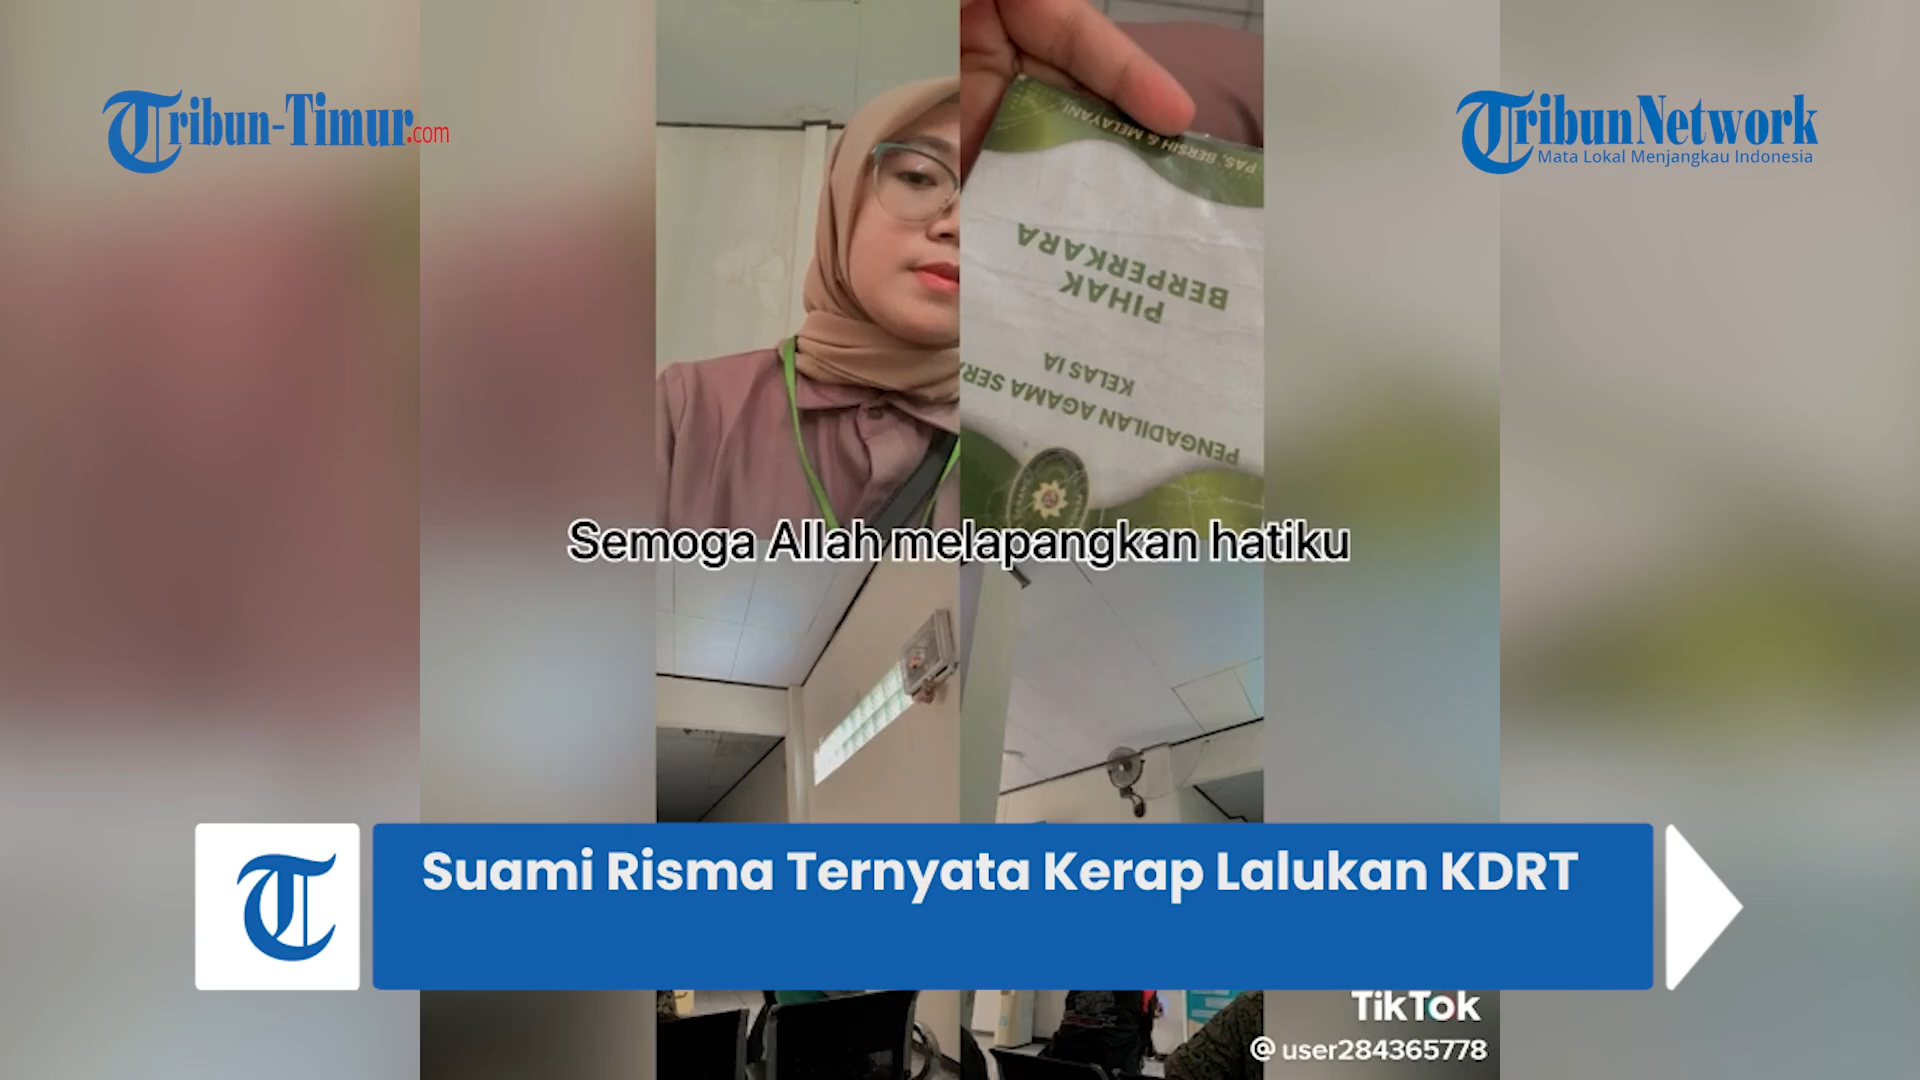 Tribun-Timur.com
TribunNetwork
Mata Lokal Menjangkau Indonesia
PENGADILAN AGAMA SERA
KELAS IA
PIHAK
BERPERKARA
PAS, BERSIH & MELAYANI
Semoga Allah melapangkan hatiku
Suami Risma Ternyata Kerap Lalukan KDRT
TikTok
@user284365778